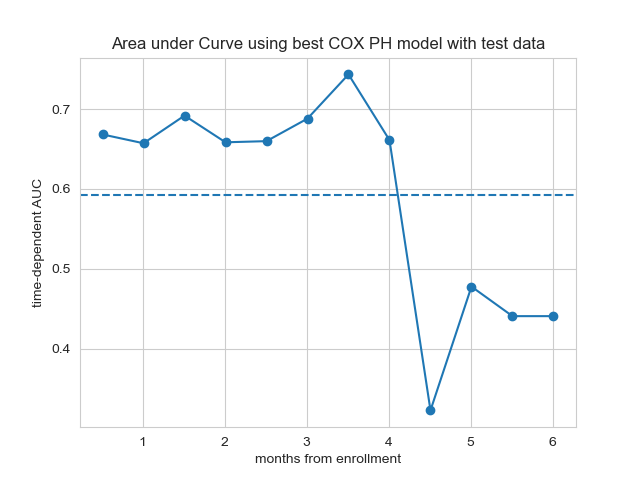 Area under Curve using best COX PH model with test data
time-dependent AUC
0.7
0.6
0.5
0.4
1 2 3 4 5 6
months from enrollment